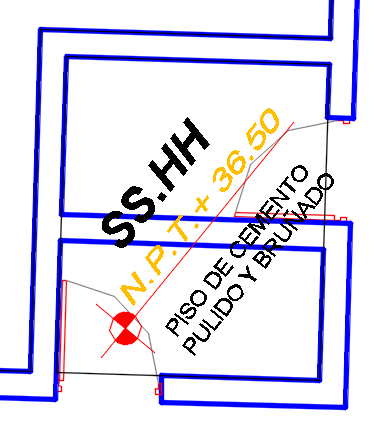 SS.HH
N.P.T.+ 36.50
PISO DE CEMENTO
PULIDO Y BRUÑADO